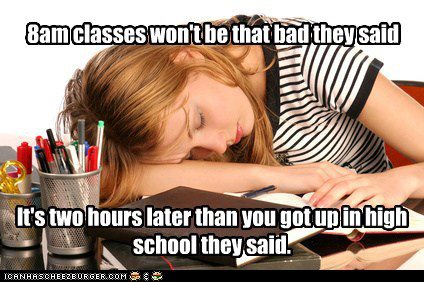 8am classes won't be that bad they said
It's two hours later than you got up in high
school they said.
ICANHASCHEEZBURGER.COM